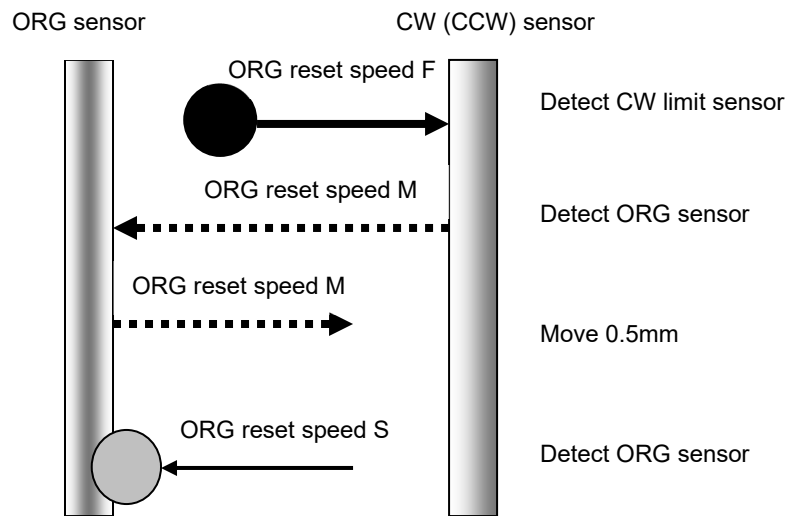 ORG sensor
CW (CCW) sensor
ORG reset speed F
Detect CW limit sensor
ORG reset speed M
Detect ORG sensor
ORG reset speed M
Move 0.5mm
ORG reset speed S
Detect ORG sensor